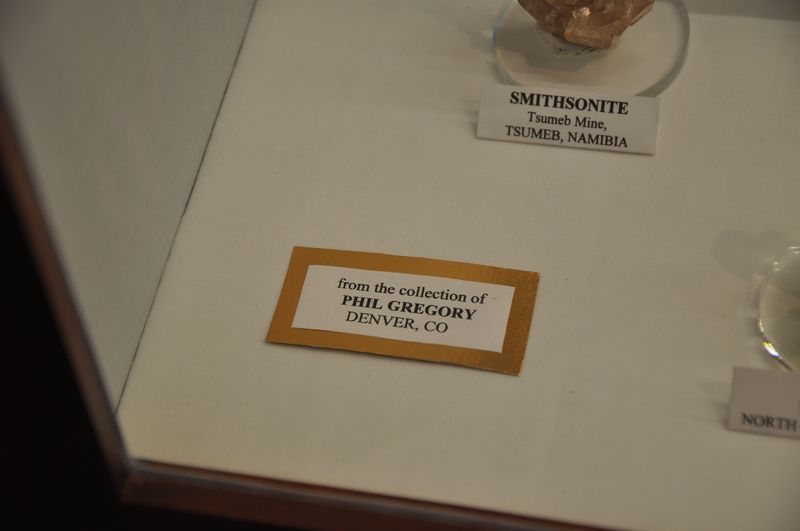 SMITHSONITE
Tsumeb Mine,
TSUMEB, NAMIBIA
from the collection of
PHIL GREGORY
DENVER, CO
NORTH